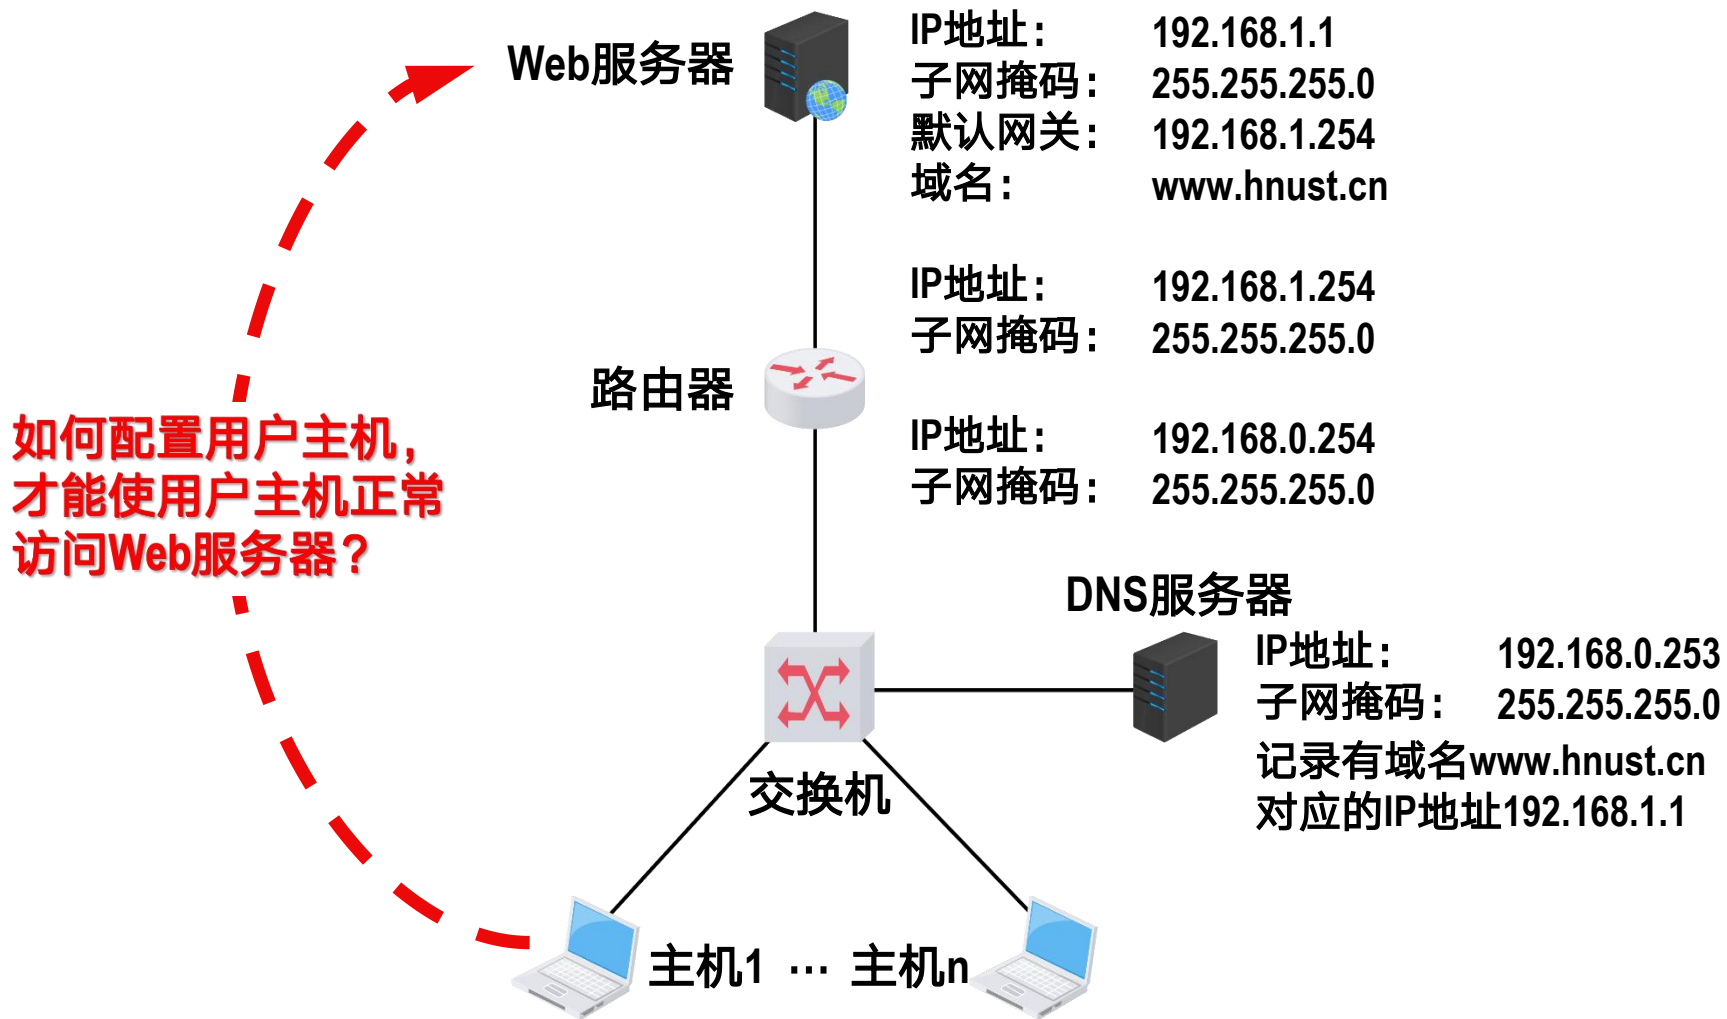 Web服务器
IP地址: 192.168.1.1
子网掩码: 255.255.255.0
默认网关: 192.168.1.254
域名: www.hnust.cn
IP地址: 192.168.1.254
子网掩码: 255.255.255.0
路由器
IP地址: 192.168.0.254
子网掩码: 255.255.255.0
如何配置用户主机，
才能使用户主机正常
访问Web服务器？
DNS服务器
IP地址: 192.168.0.253
子网掩码: 255.255.255.0
记录有域名www.hnust.cn
对应的IP地址192.168.1.1
交换机
主机1 … 主机n